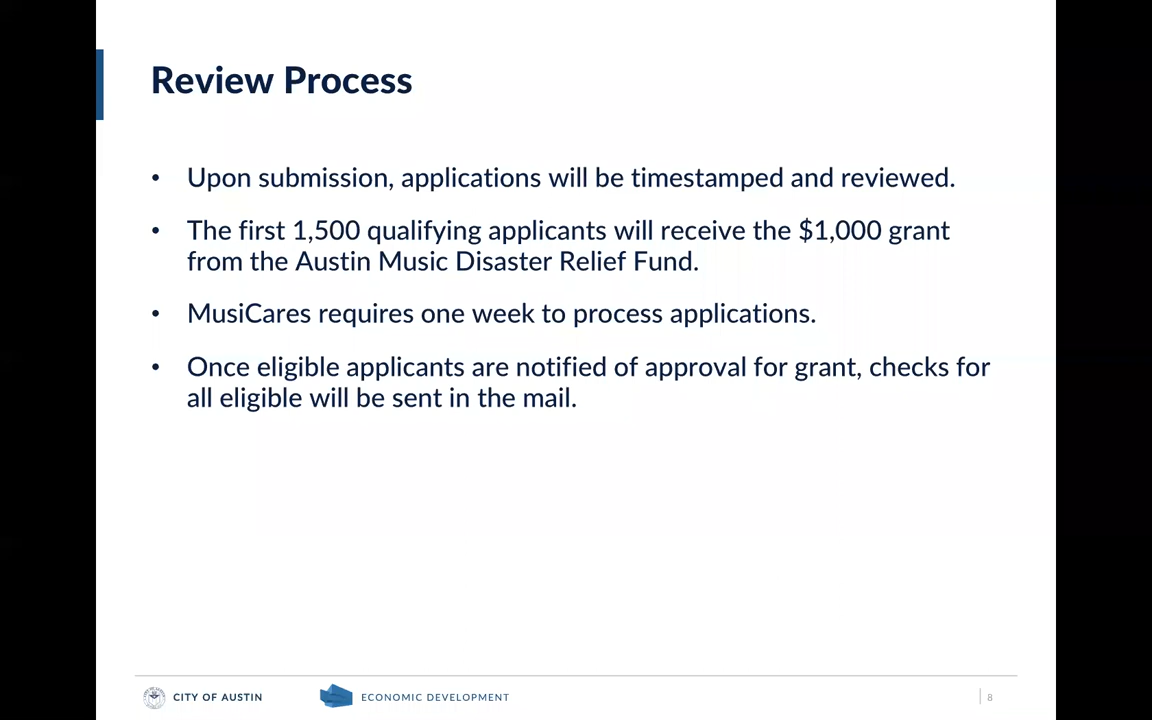 Review Process
• Upon submission, applications will be timestamped and reviewed.
• The first 1,500 qualifying applicants will receive the $1,000 grant
from the Austin Music Disaster Relief Fund.
• MusiCares requires one week to process applications.
• Once eligible applicants are notified of approval for grant, checks for
all eligible will be sent in the mail.
CITY OF AUSTIN
ECONOMIC DEVELOPMENT
8